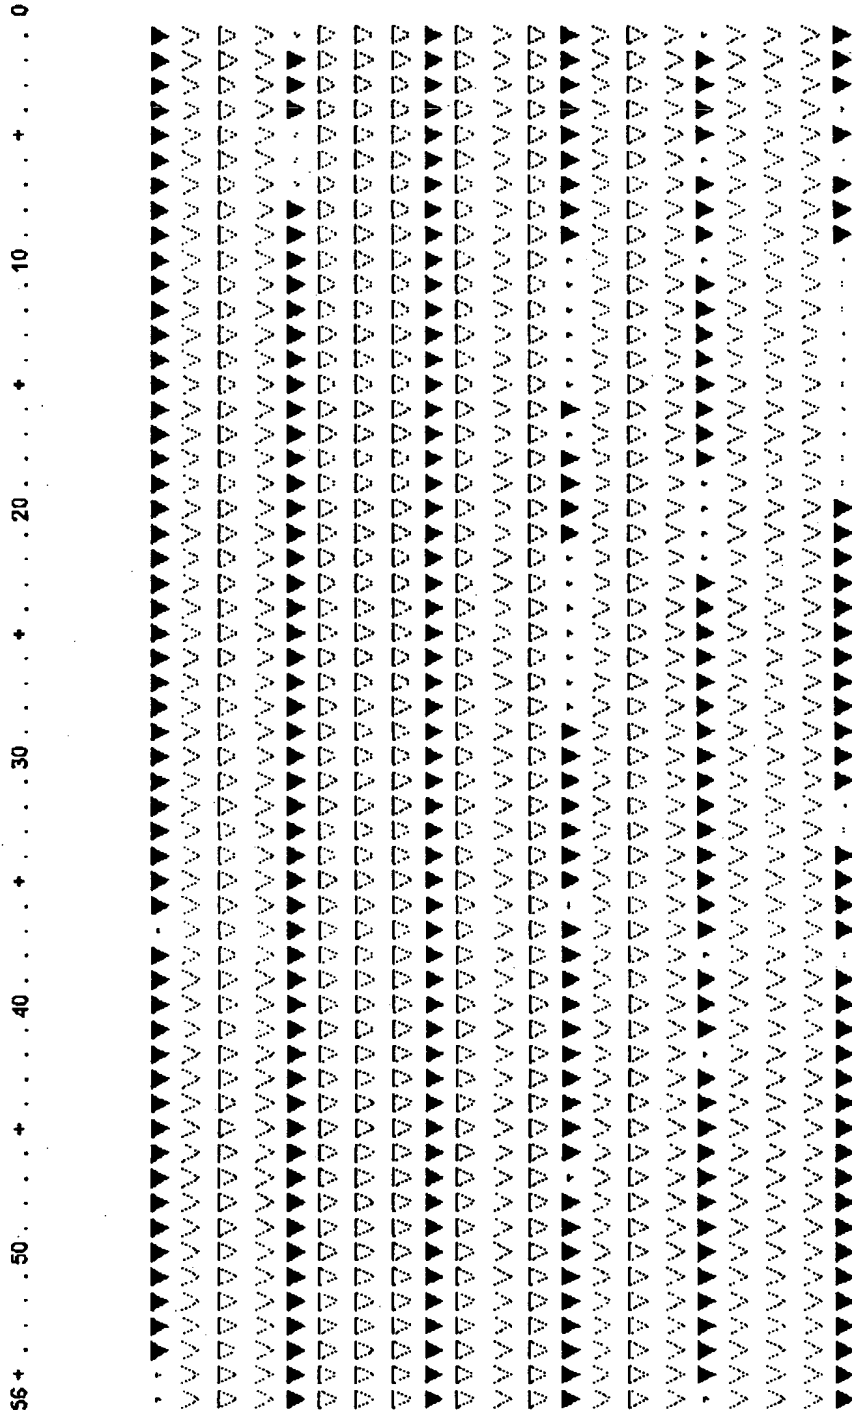 56+ . . . . 50 . . . . + . . . . 40 . . . . + . . . . 30 . . . . + . . . . 20 . . . . + . . . . 10 . . . . + . . . . 0